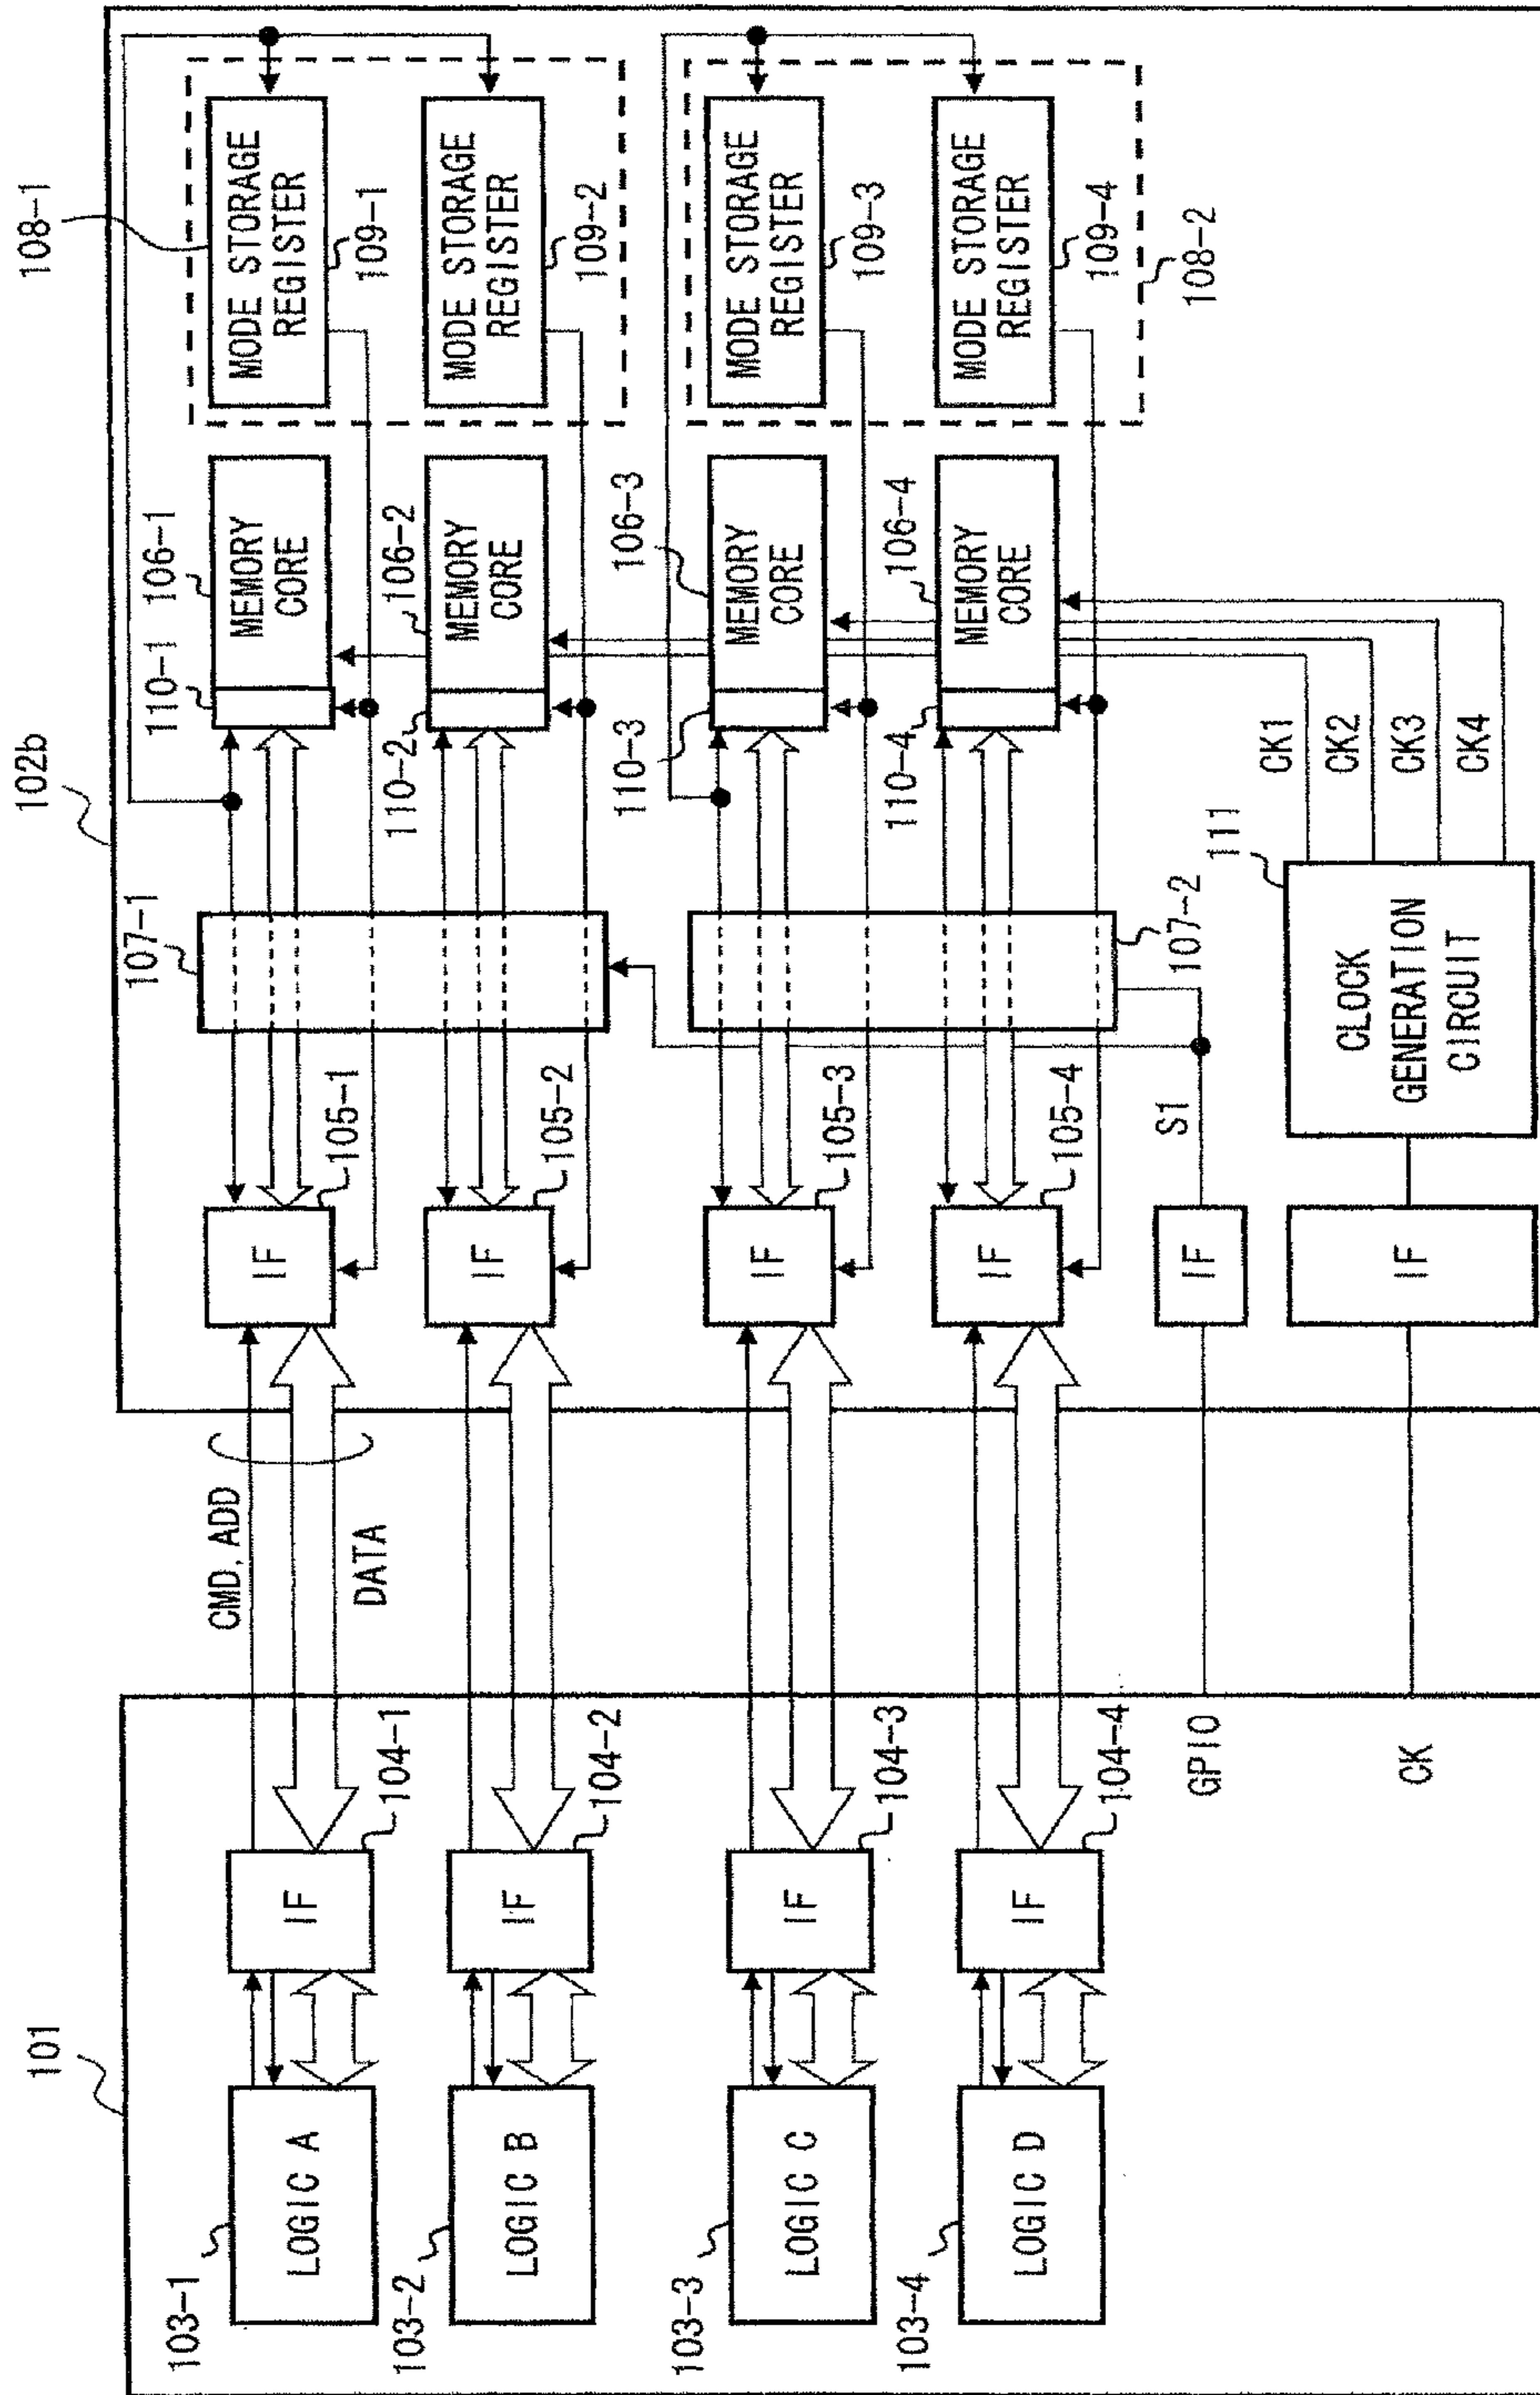 101
103-1
LOGIC A
IF
104-1
103-2
LOGIC B
IF
104-2
103-3
LOGIC C
IF
104-3
103-4
LOGIC D
IF
104-4
GPIO
CK
CMD, ADD
DATA
102b
IF
105-1
IF
105-2
IF
105-3
IF
105-4
IF
S1
IF
107-1
107-2
111
CLOCK
GENERATION
CIRCUIT
CK1
CK2
CK3
CK4
110-1
106-1
MEMORY
CORE
110-2
106-2
MEMORY
CORE
110-3
106-3
MEMORY
CORE
110-4
106-4
MEMORY
CORE
108-1
MODE STORAGE
REGISTER
109-1
MODE STORAGE
REGISTER
109-2
MODE STORAGE
REGISTER
109-3
MODE STORAGE
REGISTER
109-4
108-2